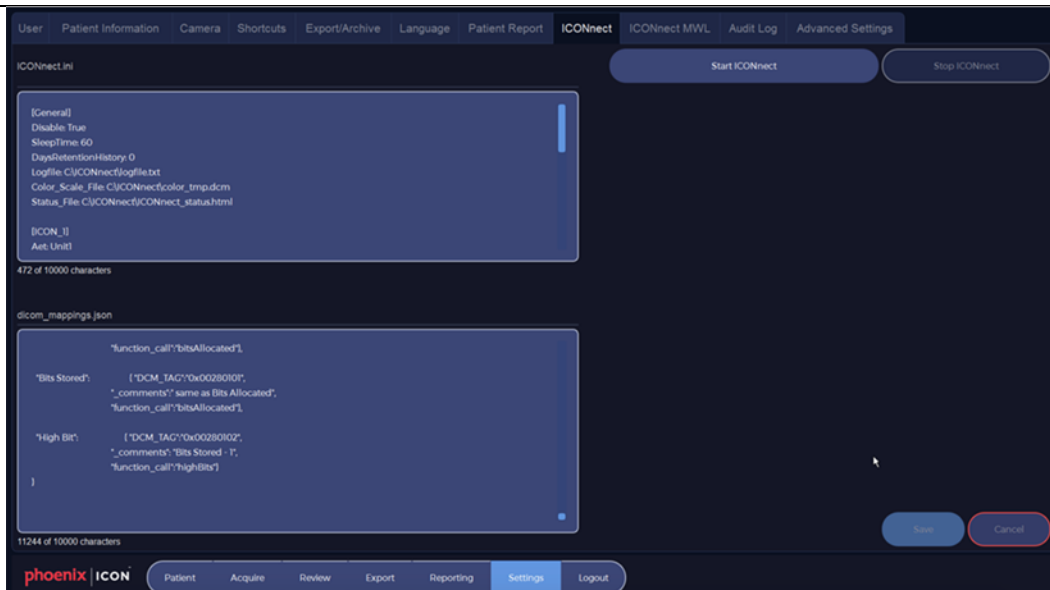 User Patient Information Camera Shortcuts Export/Archive Language Patient Report ICONnect ICONnect MWL Audit Log Advanced Settings
ICONnect.ini
Start ICONnect
Stop ICONnect
[General]
Disable: True
SleepTime: 60
DaysRetentionHistory: 0
Logfile: C:\ICONnect\logfile.txt
Color_Scale_File: C:\ICONnect\color_tmp.dcm
Status_File: C:\ICONnect\ICONnect_status.html
[ICON_1]
Aet: Unit1
472 of 10000 characters
dicom_mappings.json
"function_call":"bitsAllocated"},
"Bits Stored": { "DCM_TAG":"0x00280101",
"_comments":" same as Bits Allocated",
"function_call":"bitsAllocated"},
"High Bit": { "DCM_TAG":"0x00280102",
"_comments": "Bits Stored - 1",
"function_call":"highBits"}
}
11244 of 10000 characters
Save Cancel
phoenix | ICON
Patient Acquire Review Export Reporting Settings Logout